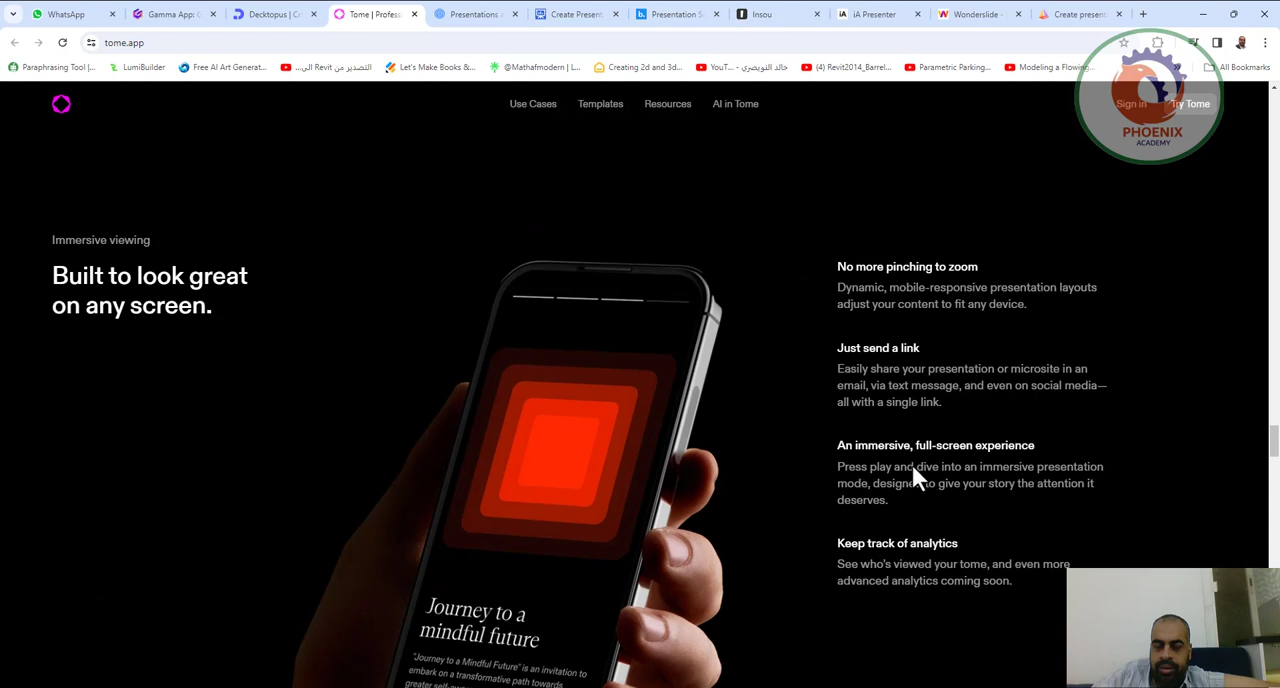 WhatsApp
Gamma App: G
Decktopus | C
Tome | Profess
Presentations a
Create Present
Presentation S
Insou
iA Presenter
Wonderslide -
Create present
tome.app
Paraphrasing Tool |...
LumiBuilder
Free AI Art Generat...
التصدير من Revit الى...
Let's Make Boards &...
@Mathafmodern | L...
Creating 2d and 3d...
خالد النويصري - YouT...
(4) Revit2014_Barrel...
Parametric Parking...
Modeling a Flowing...
»
All Bookmarks
Use Cases
Templates
Resources
AI in Tome
Sign in
Try Tome
PHOENIX
ACADEMY
Immersive viewing
Built to look great
on any screen.
No more pinching to zoom
Dynamic, mobile-responsive presentation layouts
adjust your content to fit any device.
Just send a link
Easily share your presentation or microsite in an
email, via text message, and even on social media—
all with a single link.
An immersive, full-screen experience
Press play and dive into an immersive presentation
mode, designed to give your story the attention it
deserves.
Keep track of analytics
See who's viewed your tome, and even more
advanced analytics coming soon.
Journey to a
mindful future
"Journey to a Mindful Future" is an invitation to
embark on a transformative path towards